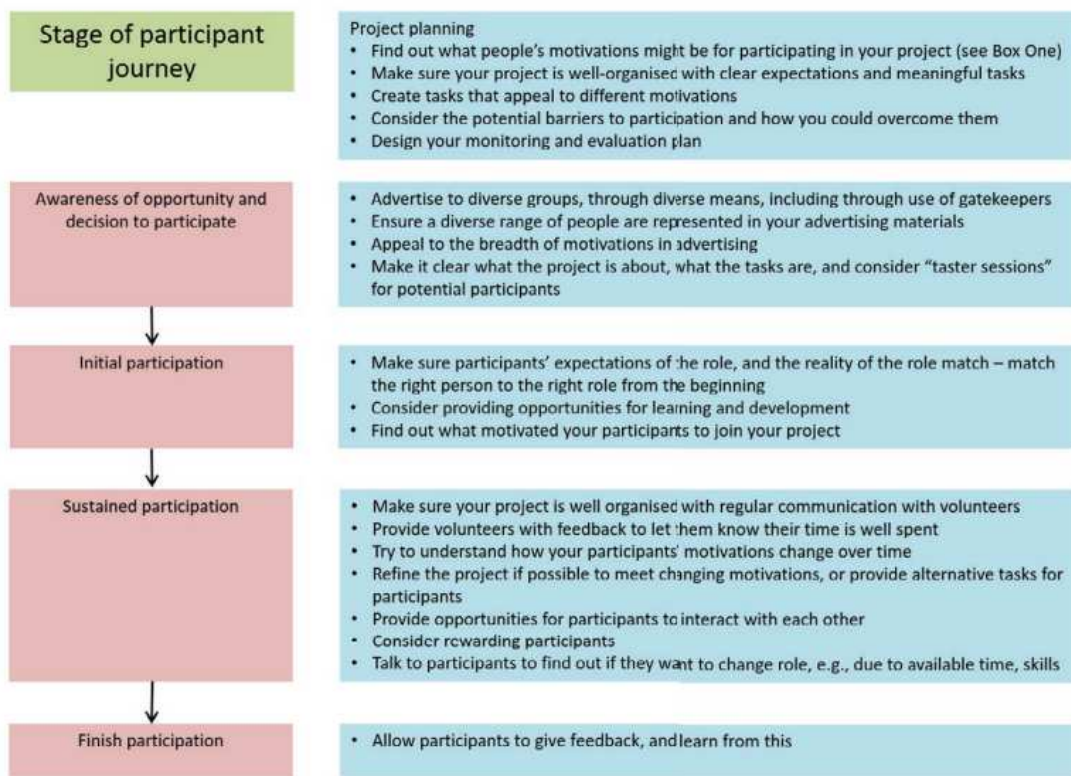 Stage of participant
journey
Project planning
• Find out what people's motivations might be for participating in your project (see Box One)
• Make sure your project is well-organised with clear expectations and meaningful tasks
• Create tasks that appeal to different motivations
• Consider the potential barriers to participation and how you could overcome them
• Design your monitoring and evaluation plan
Awareness of opportunity and
decision to participate
• Advertise to diverse groups, through diverse means, including through use of gatekeepers
• Ensure a diverse range of people are represented in your advertising materials
• Appeal to the breadth of motivations in advertising
• Make it clear what the project is about, what the tasks are, and consider “taster sessions”
for potential participants
Initial participation
• Make sure participants' expectations of the role, and the reality of the role match – match
the right person to the right role from the beginning
• Consider providing opportunities for learning and development
• Find out what motivated your participants to join your project
Sustained participation
• Make sure your project is well organised with regular communication with volunteers
• Provide volunteers with feedback to let them know their time is well spent
• Try to understand how your participants' motivations change over time
• Refine the project if possible to meet changing motivations, or provide alternative tasks for
participants
• Provide opportunities for participants to interact with each other
• Consider rewarding participants
• Talk to participants to find out if they want to change role, e.g., due to available time, skills
Finish participation
• Allow participants to give feedback, and learn from this